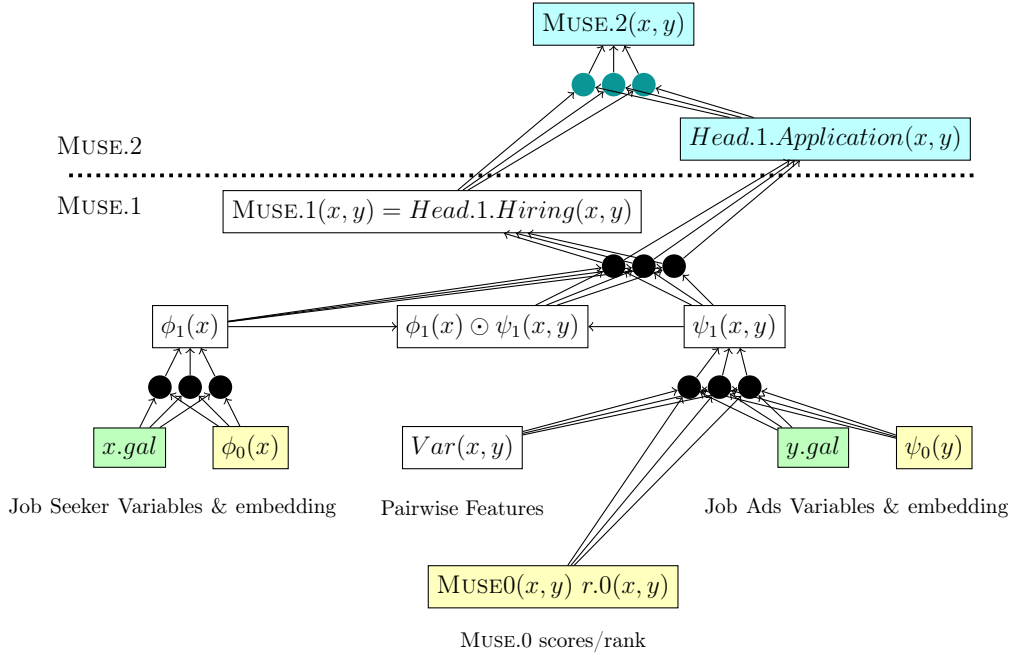 MUSE.2(x, y)
MUSE.2
Head.1.Application(x, y)
MUSE.1
MUSE.1(x, y) = Head.1.Hiring(x, y)
ϕ₁(x)
ϕ₁(x) ⊙ ψ₁(x, y)
ψ₁(x, y)
x.gal
ϕ₀(x)
Var(x, y)
y.gal
ψ₀(y)
Job Seeker Variables & embedding
Pairwise Features
Job Ads Variables & embedding
MUSE0(x, y) r.0(x, y)
MUSE.0 scores/rank